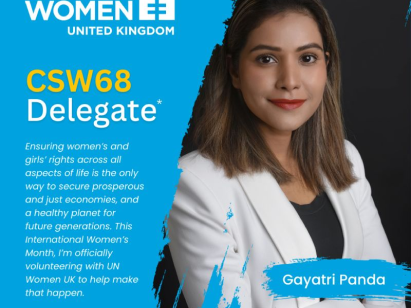 WOMEN
UNITED KINGDOM
CSW68
Delegate*
Ensuring women's and
girls' rights across all
aspects of life is the only
way to secure prosperous
and just economies, and
a healthy planet for
future generations. This
International Women's
Month, I'm officially
volunteering with UN
Women UK to help make
that happen.
Gayatri Panda